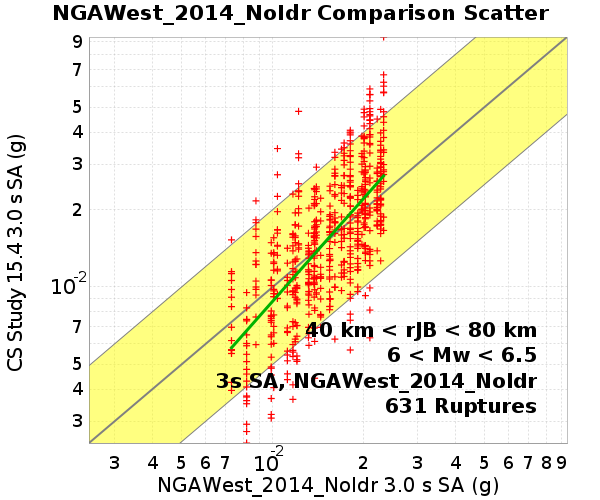 NGAWest_2014_NoIdr Comparison Scatter
9
7
5
4
3
2
10-2
7
5
4
3
CS Study 15.4 3.0 s SA (g)
40 km < rJB < 80 km
6 < Mw < 6.5
3s SA, NGAWest_2014_NoIdr
631 Ruptures
3 4 5 6 7 10-2 2 3 4 5 6 7 8 9
NGAWest_2014_NoIdr 3.0 s SA (g)